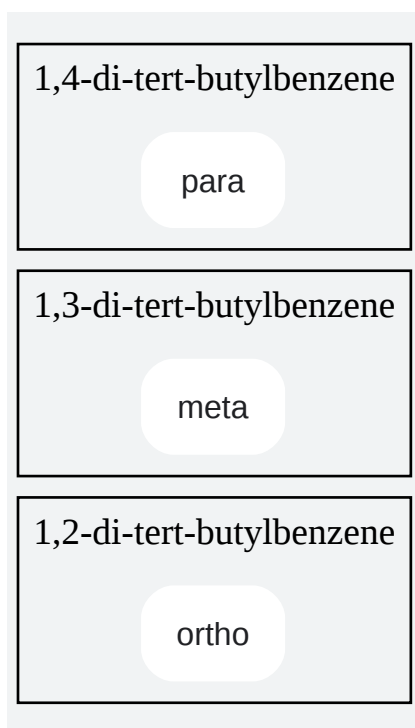 1,4-di-tert-butylbenzene
para
1,3-di-tert-butylbenzene
meta
1,2-di-tert-butylbenzene
ortho